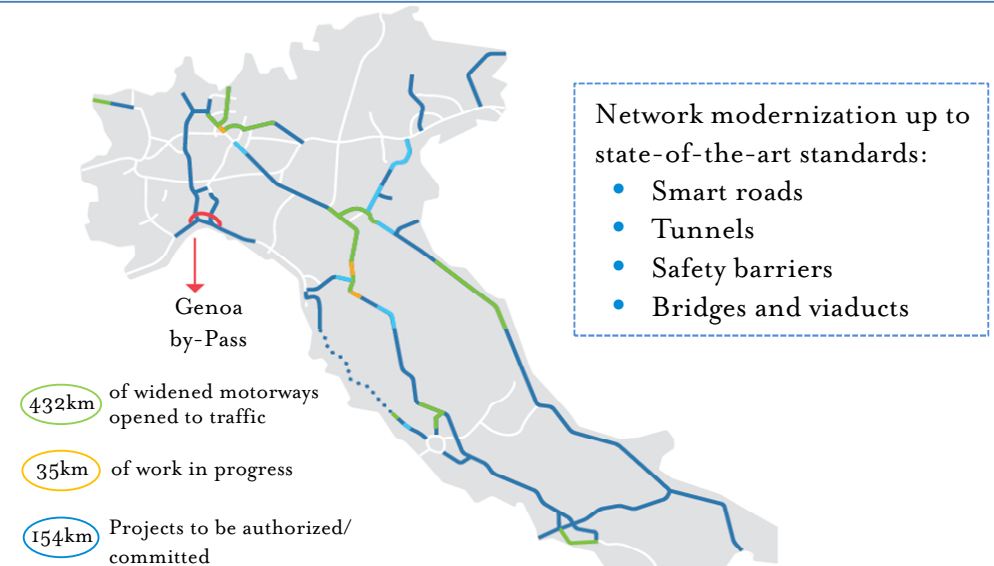 Network modernization up to
state-of-the-art standards:
• Smart roads
• Tunnels
• Safety barriers
• Bridges and viaducts
Genoa
by-Pass
432km of widened motorways
opened to traffic
35km of work in progress
154km Projects to be authorized/
committed